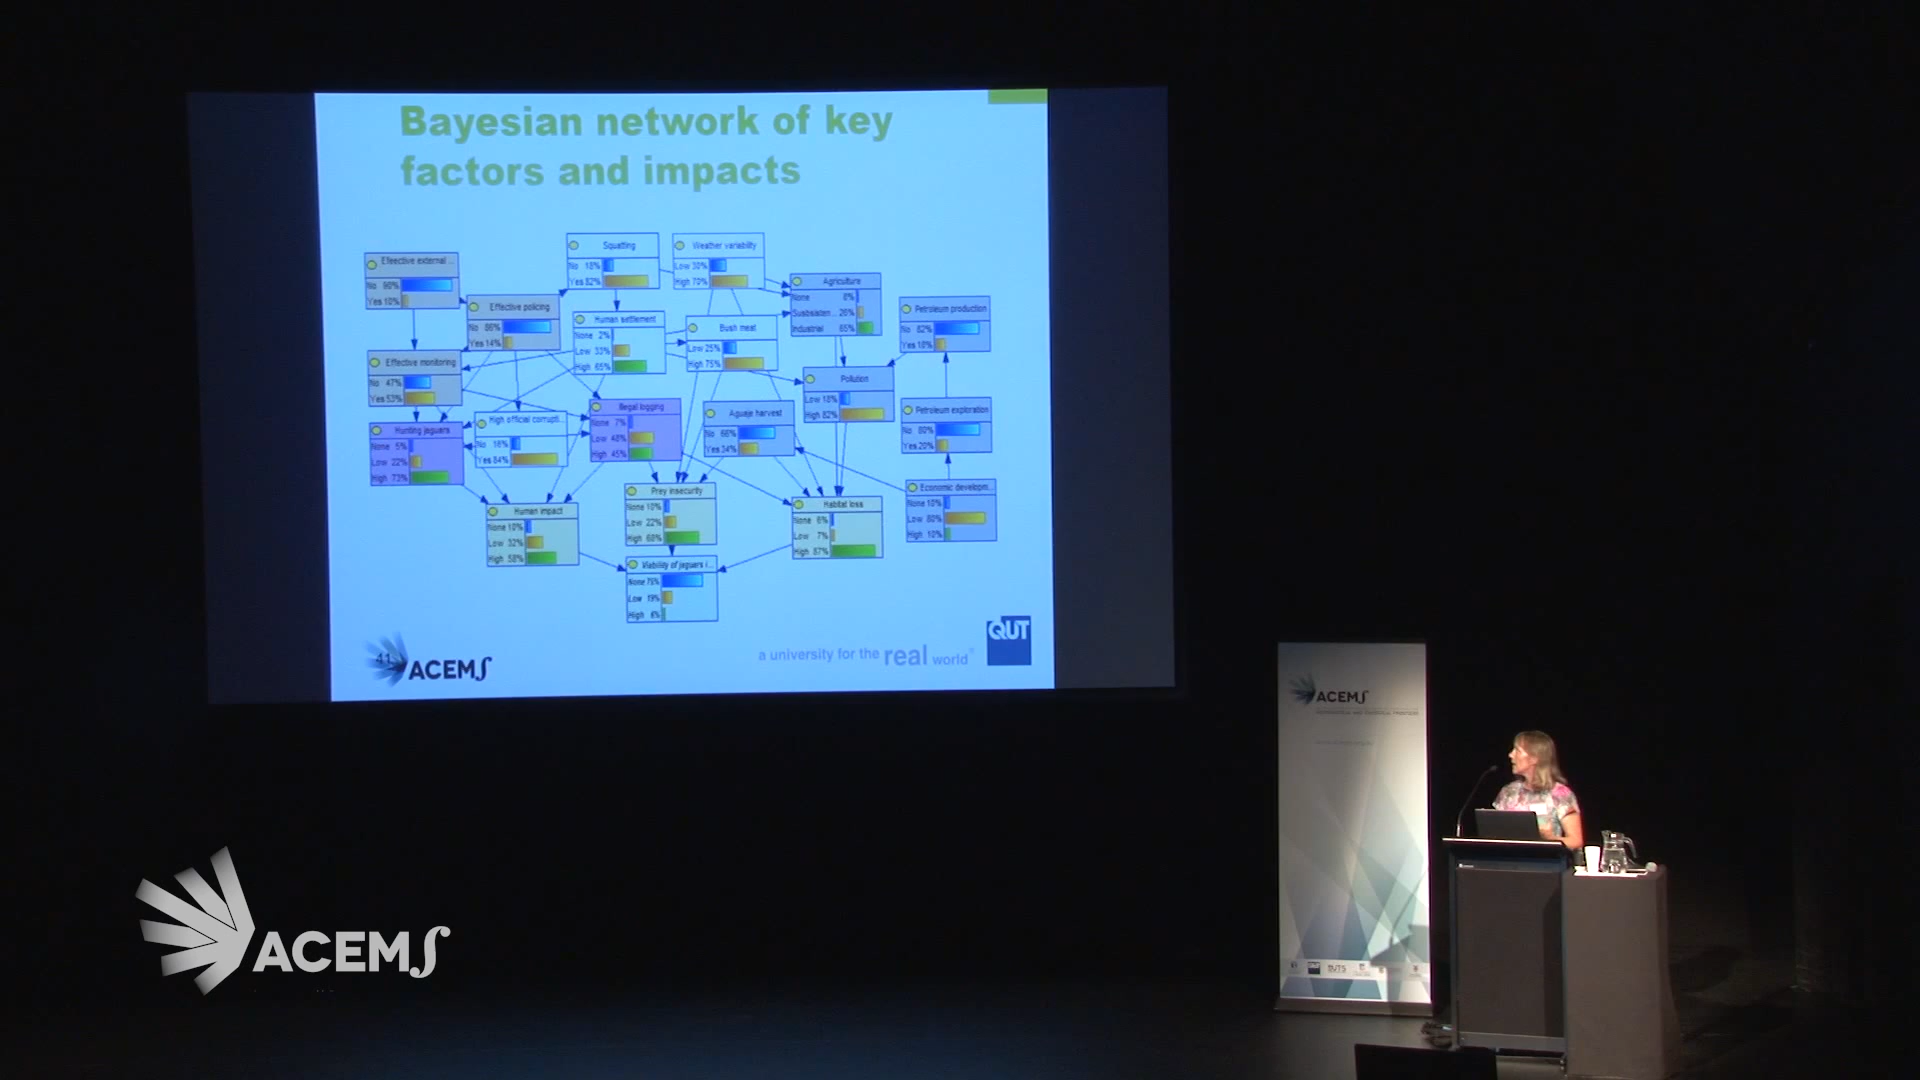 Bayesian network of key
factors and impacts
Squatting
No 18%
Yes 82%
Weather variability
Low 30%
High 70%
Effective external ...
No 90%
Yes 10%
Agriculture
None 8%
Susbsisten... 26%
Industrial 65%
Effective policing
No 86%
Yes 14%
Petroleum production
No 82%
Yes 18%
Human settlement
None 2%
Low 33%
High 65%
Bush meat
Low 25%
High 75%
Effective monitoring
No 47%
Yes 53%
Pollution
Low 18%
High 82%
Illegal logging
None 7%
Low 48%
High 45%
Aguaje harvest
No 66%
Yes 34%
Petroleum exploration
No 80%
Yes 20%
High official corrupti...
No 16%
Yes 84%
Hunting jaguars
None 5%
Low 22%
High 73%
Economic developm...
None 10%
Low 80%
High 10%
Prey insecurity
None 10%
Low 22%
High 68%
Habitat loss
None 6%
Low 7%
High 87%
Human impact
None 10%
Low 32%
High 58%
Viability of jaguars i...
None 75%
Low 19%
High 6%
41
ACEMS
a university for the real world
QUT
ACEMS
ACEMS